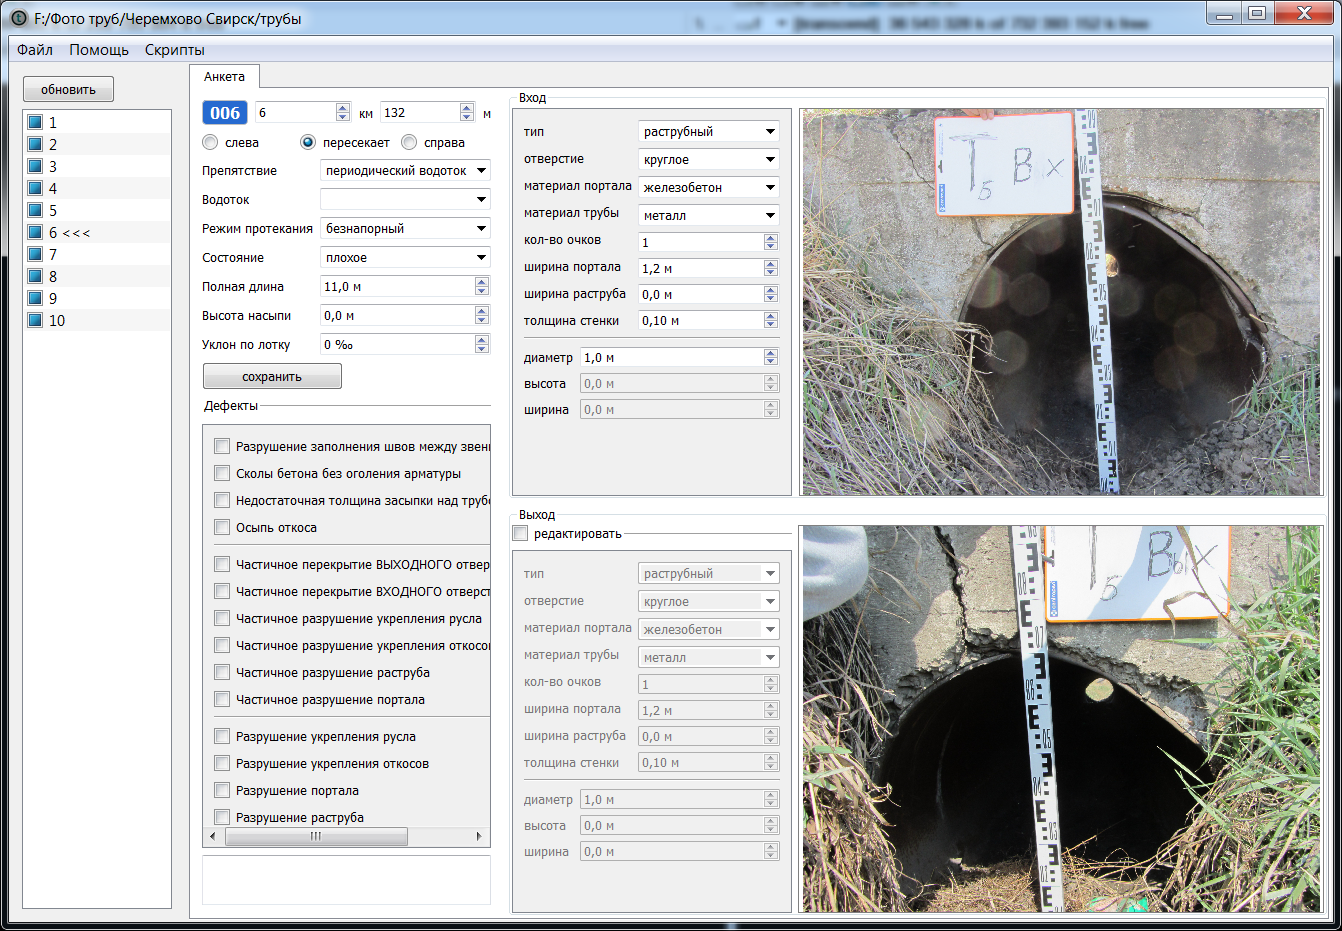 F:/Фото труб/Черемхово Свирск/трубы
Файл Помощь Скрипты
обновить
1
2
3
4
5
6 <<<
7
8
9
10
Анкета
006 6 км 132 м
слева пересекает справа
Препятствие периодический водоток
Водоток
Режим протекания безнапорный
Состояние плохое
Полная длина 11,0 м
Высота насыпи 0,0 м
Уклон по лотку 0 ‰
сохранить
Дефекты
Разрушение заполнения швов между звен
Сколы бетона без оголения арматуры
Недостаточная толщина засыпки над труб
Осыпь откоса
Частичное перекрытие ВЫХОДНОГО отвер
Частичное перекрытие ВХОДНОГО отверст
Частичное разрушение укрепления русла
Частичное разрушение укрепления откосо
Частичное разрушение раструба
Частичное разрушение портала
Разрушение укрепления русла
Разрушение укрепления откосов
Разрушение портала
Разрушение раструба
Вход
тип раструбный
отверстие круглое
материал портала железобетон
материал трубы металл
кол-во очков 1
ширина портала 1,2 м
ширина раструба 0,0 м
толщина стенки 0,10 м
диаметр 1,0 м
высота 0,0 м
ширина 0,0 м
T5 Вх
Выход
редактировать
тип раструбный
отверстие круглое
материал портала железобетон
материал трубы металл
кол-во очков 1
ширина портала 1,2 м
ширина раструба 0,0 м
толщина стенки 0,10 м
диаметр 1,0 м
высота 0,0 м
ширина 0,0 м
T5 Вых